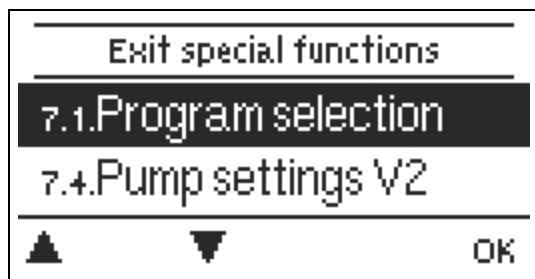 Exit special functions
7.1.Program selection
7.4.Pump settings V2
OK